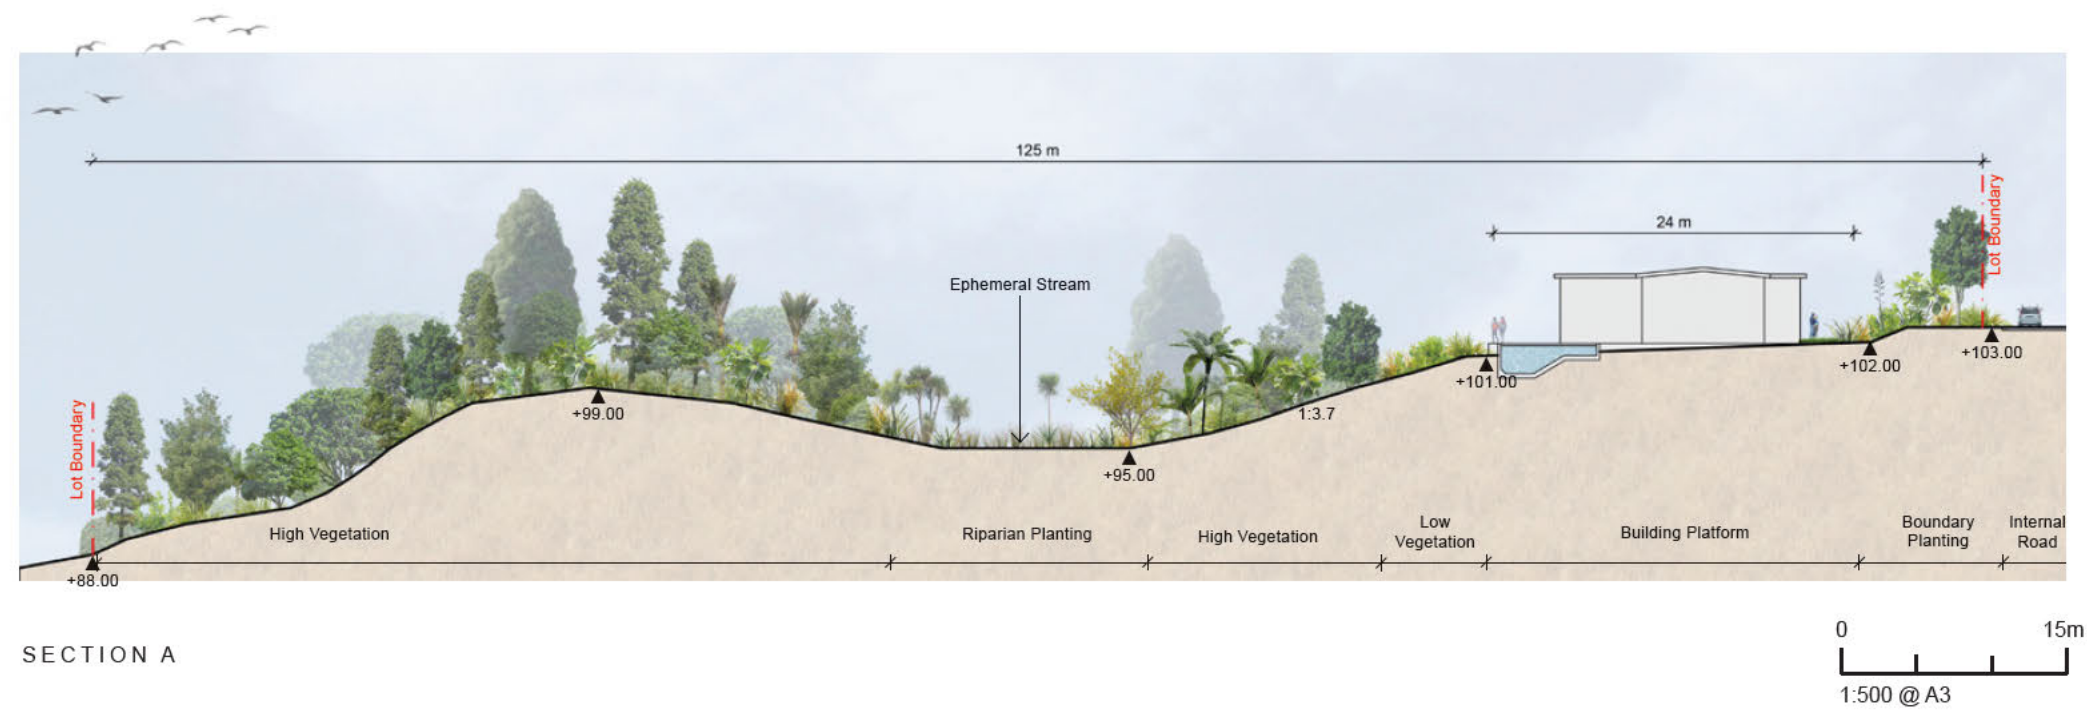 125 m
Lot Boundary
24 m
Ephemeral Stream
+103.00
+102.00
+101.00
1:3.7
+99.00
Lot Boundary
+95.00
High Vegetation
Riparian Planting
High Vegetation
Low
Vegetation
Building Platform
Boundary
Planting
Internal
Road
+88.00
SECTION A
0
15m
1:500 @ A3